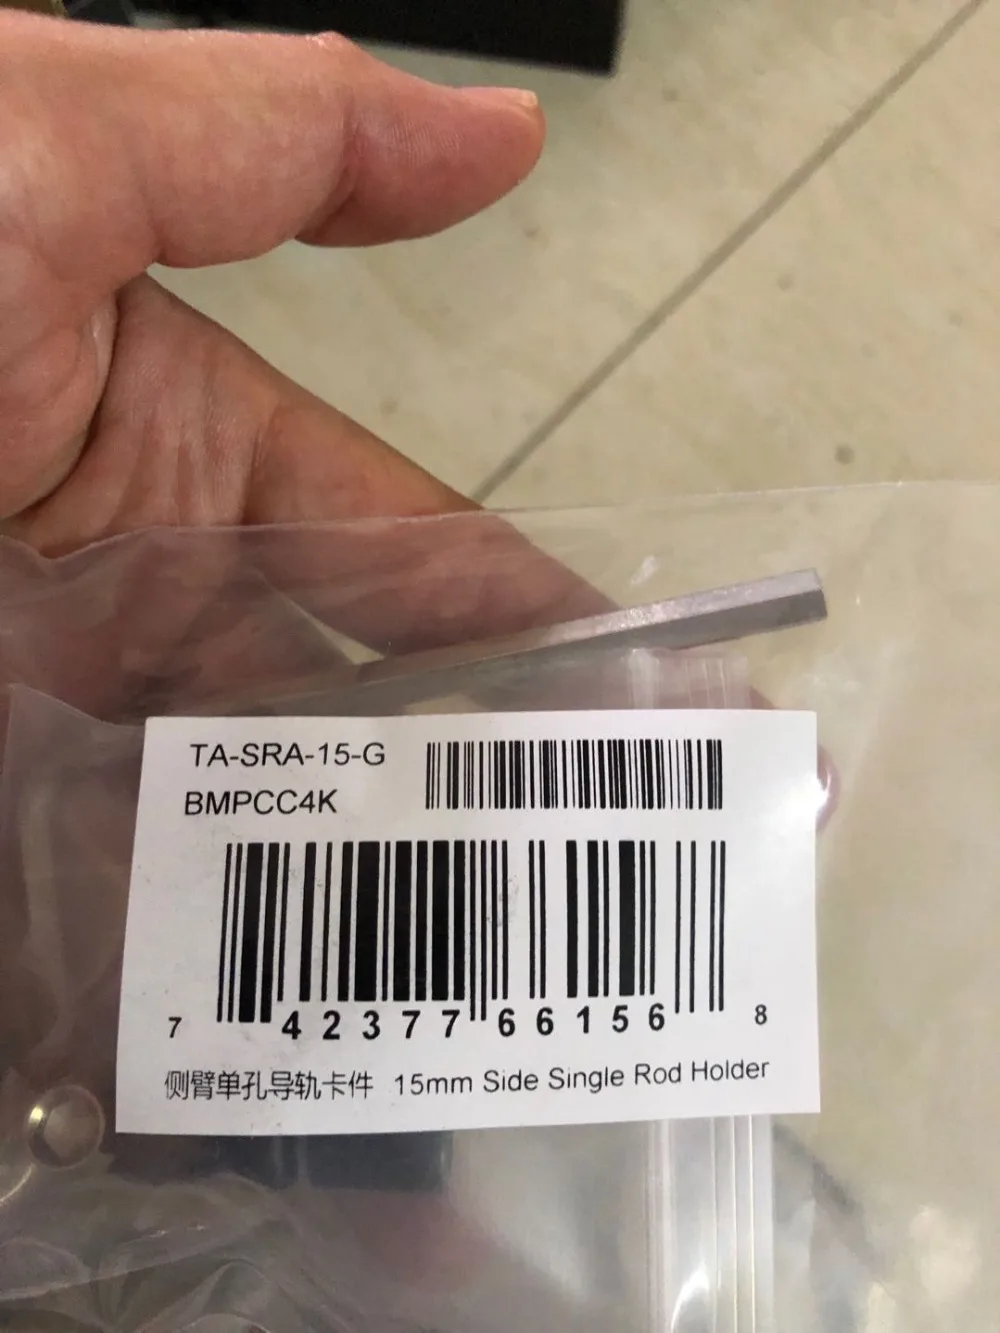 TA-SRA-15-G
BMPCC4K
7 42377 66156 8
侧臂单孔导轨卡件 15mm Side Single Rod Holder